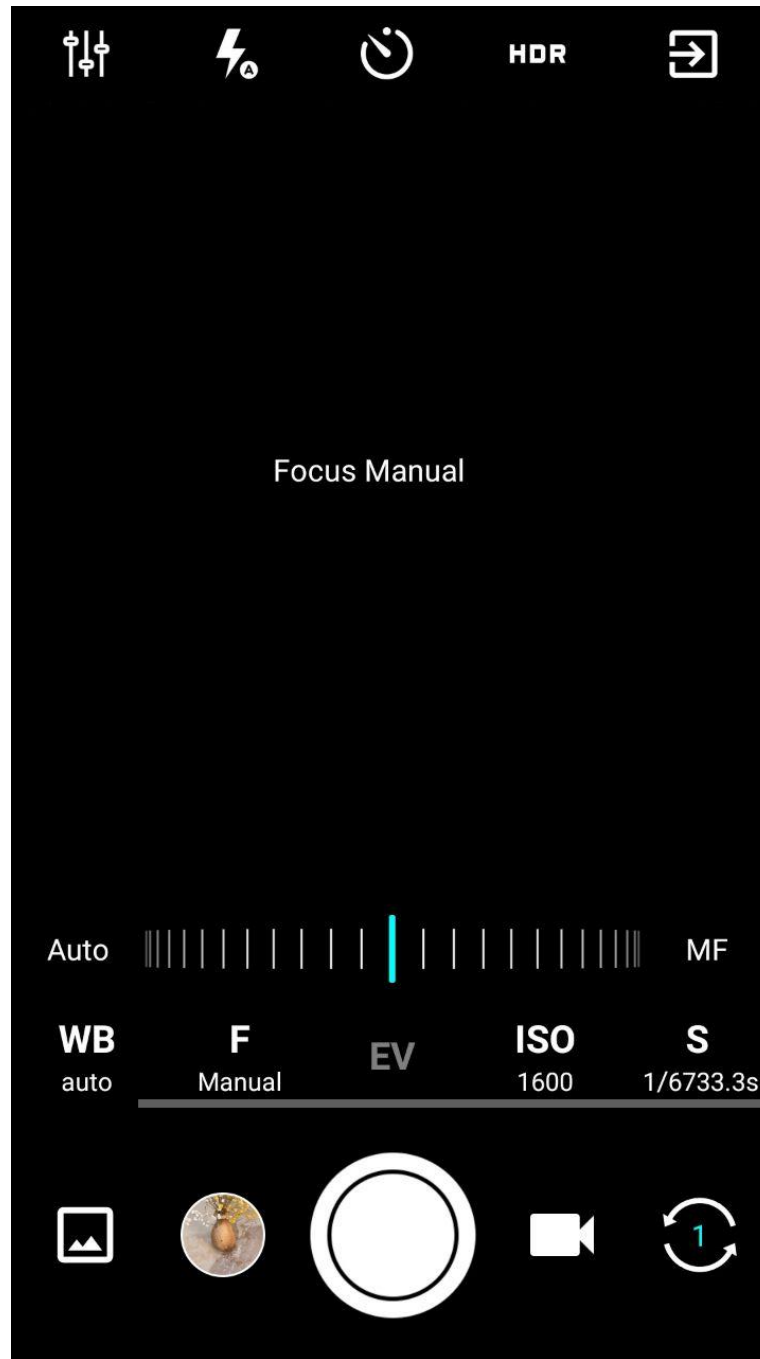 A
HDR
Focus Manual
Auto MF
WB F EV ISO S
auto Manual 1600 1/6733.3s
1